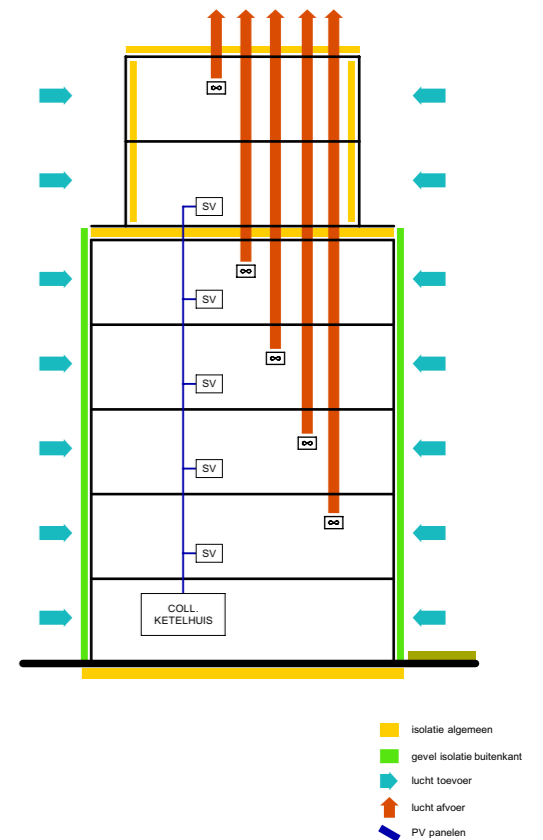 SV
SV
SV
SV
SV
COLL.
KETELHUIS
isolatie algemeen
gevel isolatie buitenkant
lucht toevoer
lucht afvoer
PV panelen